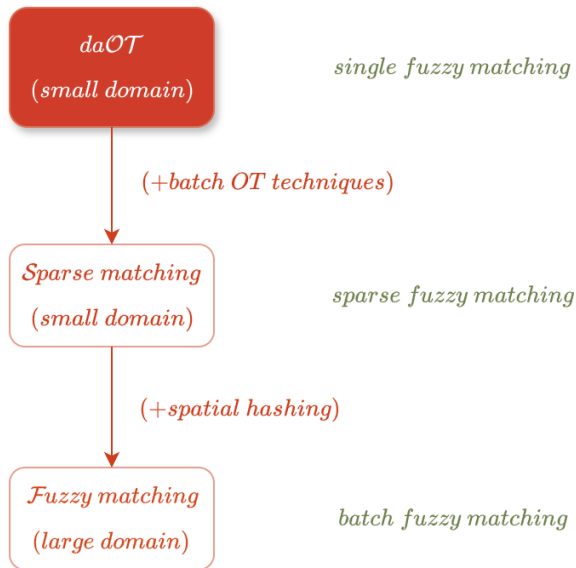 da𝒪𝒯
(small domain)
single fuzzy matching
(+batch OT techniques)
𝒮parse matching
(small domain)
sparse fuzzy matching
(+spatial hashing)
ℱuzzy matching
(large domain)
batch fuzzy matching